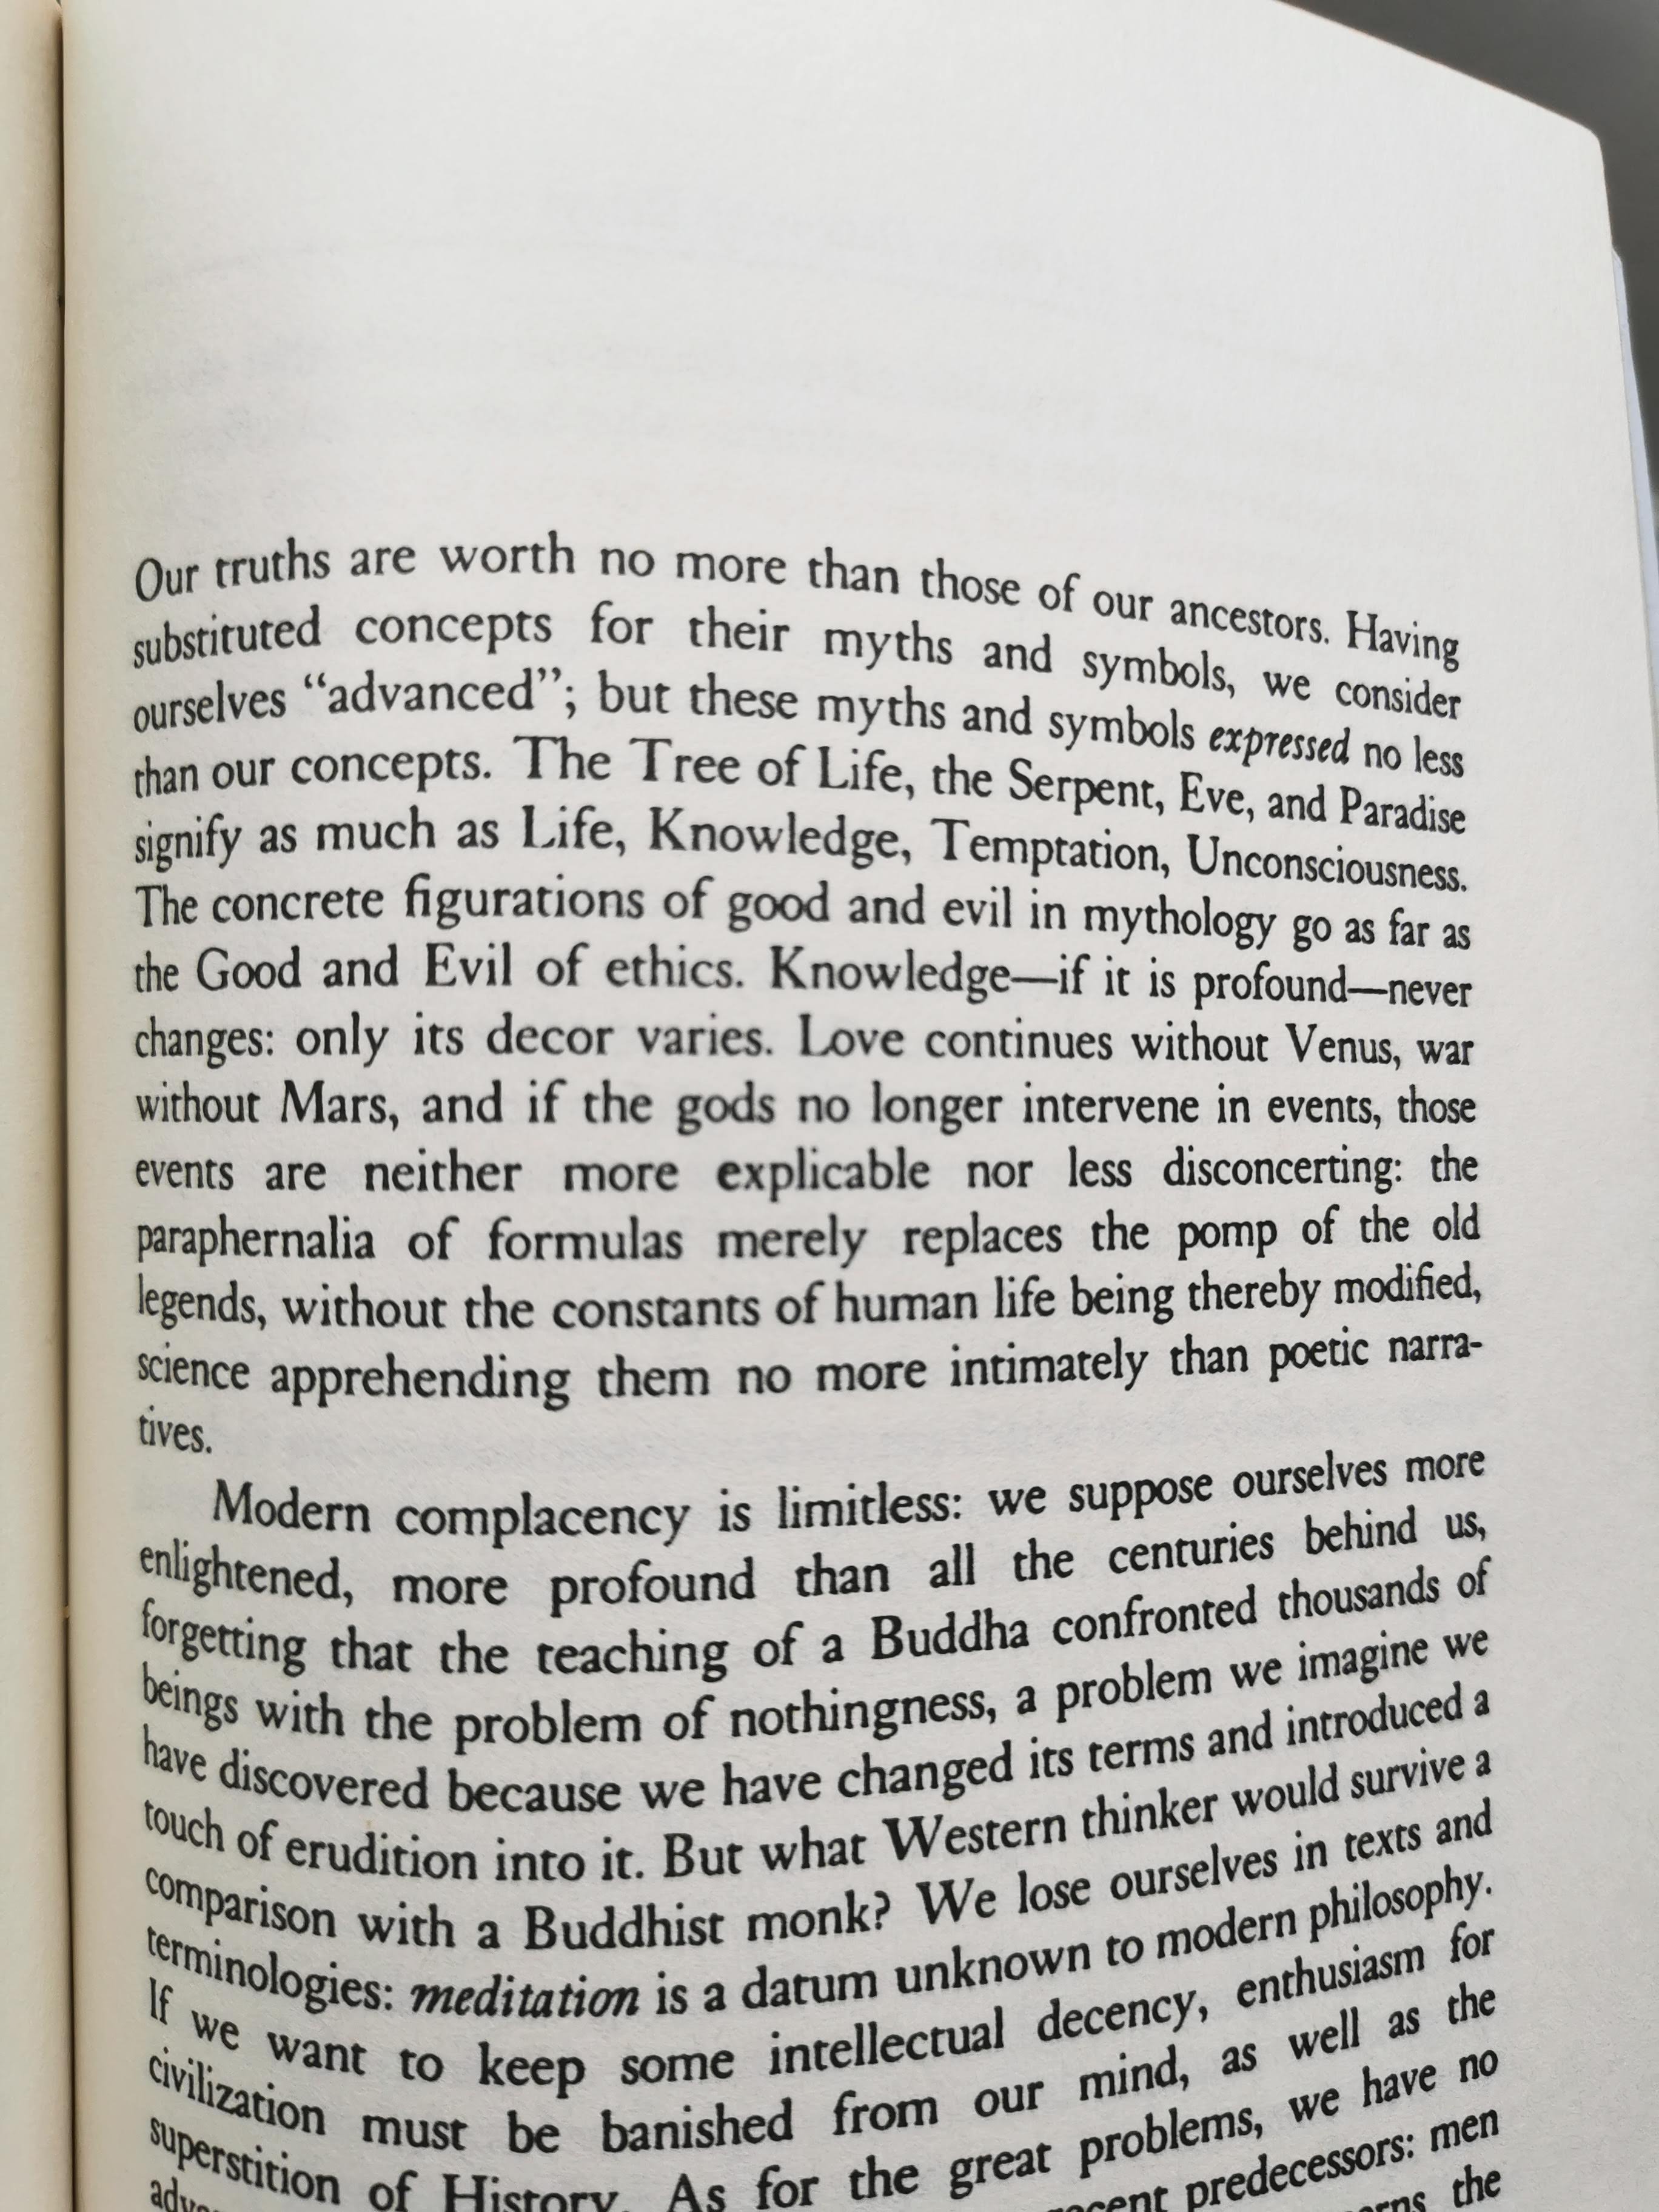 Our truths are worth no more than those of our ancestors. Having
substituted concepts for their myths and symbols, we consider
ourselves “advanced”; but these myths and symbols expressed no less
than our concepts. The Tree of Life, the Serpent, Eve, and Paradise
signify as much as Life, Knowledge, Temptation, Unconsciousness.
The concrete figurations of good and evil in mythology go as far as
the Good and Evil of ethics. Knowledge—if it is profound—never
changes: only its decor varies. Love continues without Venus, war
without Mars, and if the gods no longer intervene in events, those
events are neither more explicable nor less disconcerting: the
paraphernalia of formulas merely replaces the pomp of the old
legends, without the constants of human life being thereby modified,
science apprehending them no more intimately than poetic narra-
tives.
Modern complacency is limitless: we suppose ourselves more
enlightened, more profound than all the centuries behind us,
forgetting that the teaching of a Buddha confronted thousands of
beings with the problem of nothingness, a problem we imagine we
have discovered because we have changed its terms and introduced a
touch of erudition into it. But what Western thinker would survive a
comparison with a Buddhist monk? We lose ourselves in texts and
terminologies: meditation is a datum unknown to modern philosophy.
If we want to keep some intellectual decency, enthusiasm for
civilization must be banished from our mind, as well as the
superstition of History. As for the great problems, we have no
predecessors: men
the